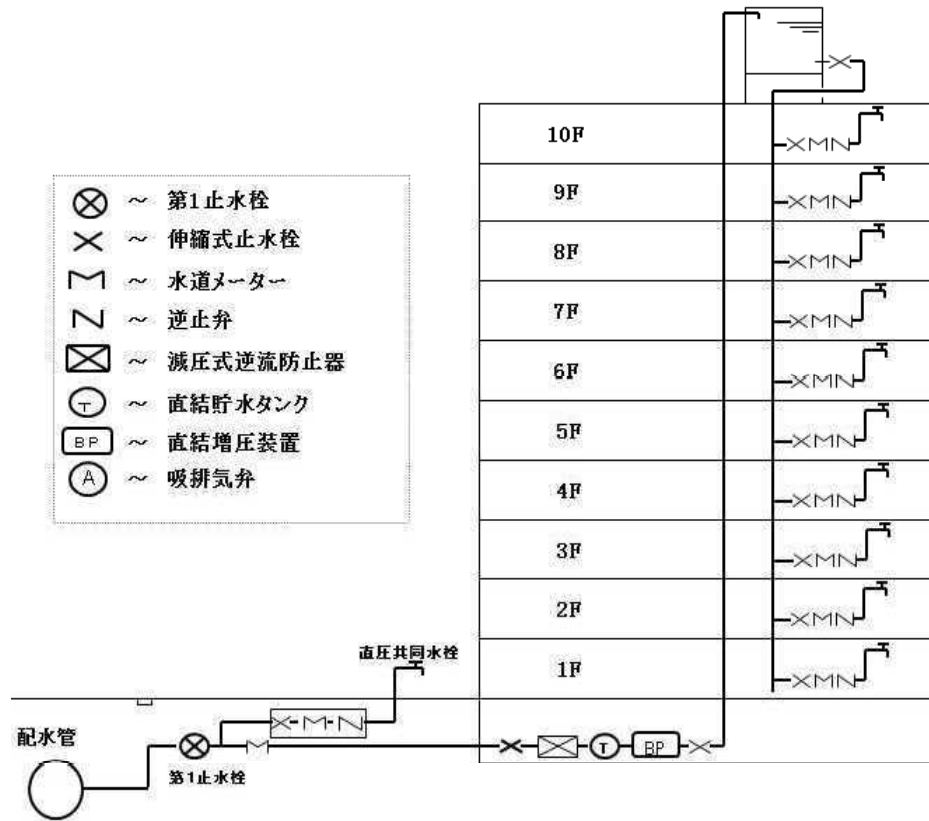 10F
9F
8F
7F
6F
5F
4F
3F
2F
1F
～ 第1止水栓
～ 伸縮式止水栓
～ 水道メーター
～ 逆止弁
～ 減圧式逆流防止器
T ～ 直結貯水タンク
BP ～ 直結増圧装置
A ～ 吸排気弁
直圧共同水栓
配水管
第1止水栓
T
BP